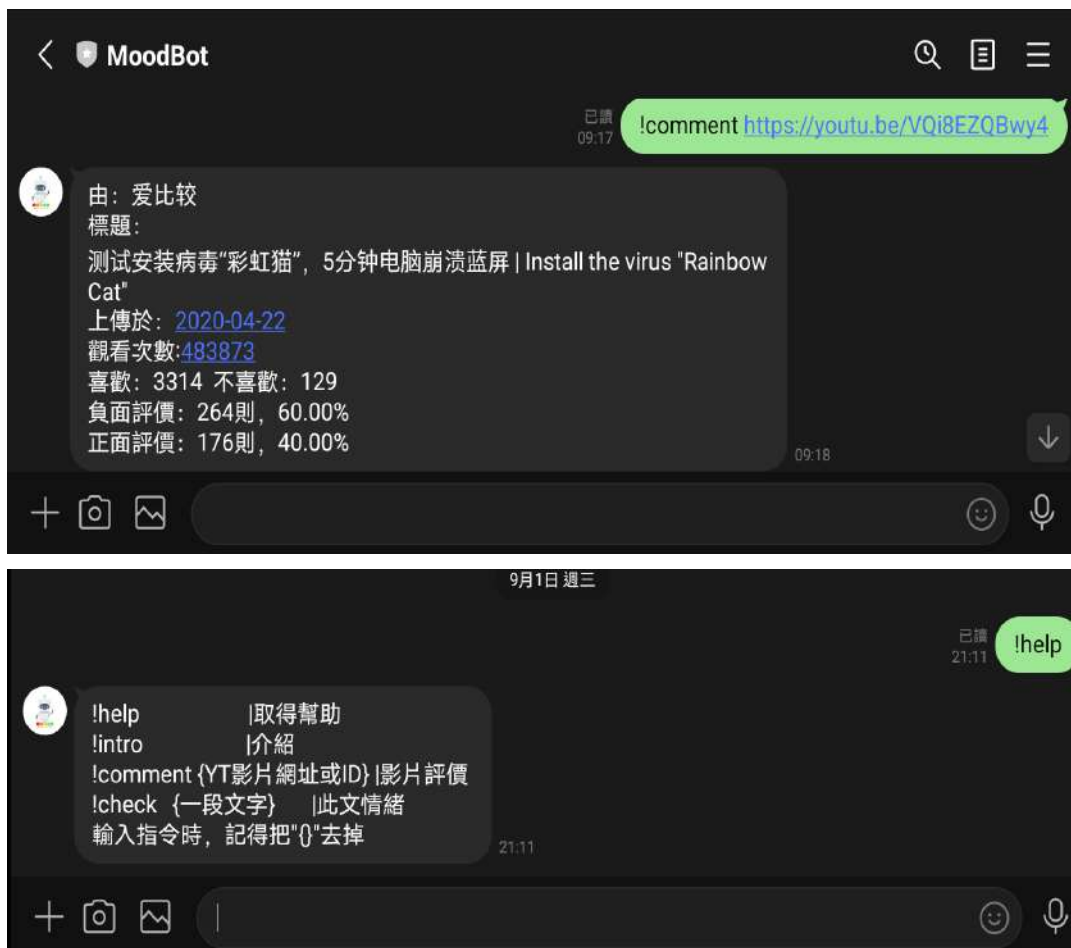 MoodBot
已讀
09:17
!comment https://youtu.be/VQi8EZQBwy4
由：爱比较
標題：
测试安装病毒“彩虹猫”，5分钟电脑崩溃蓝屏 | Install the virus "Rainbow
Cat"
上傳於：2020-04-22
觀看次數:483873
喜歡：3314 不喜歡：129
負面評價：264則，60.00%
正面評價：176則，40.00%
09:18
9月1日 週三
已讀
21:11
!help
!help |取得幫助
!intro |介紹
!comment {YT影片網址或ID} |影片評價
!check {一段文字} |此文情緒
輸入指令時，記得把"{}"去掉
21:11